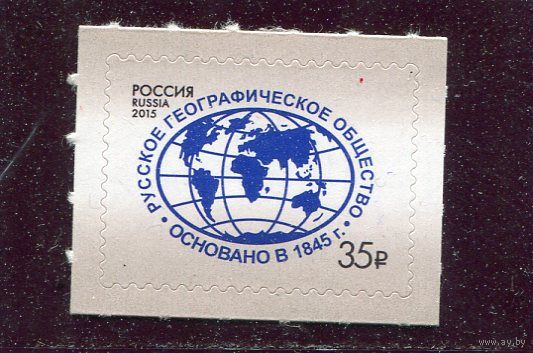 РОССИЯ
RUSSIA
2015
• РУССКОЕ ГЕОГРАФИЧЕСКОЕ ОБЩЕСТВО •
ОСНОВАНО В 1845 г.
35₽
www.ay.by